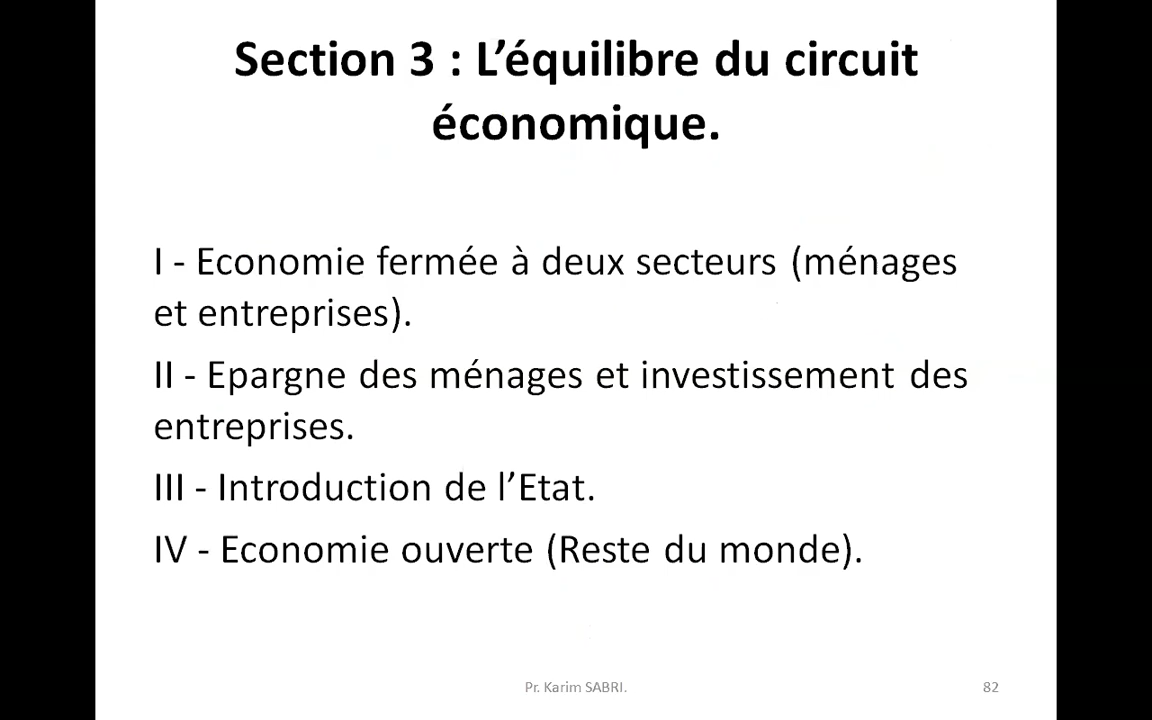 Section 3 : L’équilibre du circuit
économique.
I - Economie fermée à deux secteurs (ménages
et entreprises).
II - Epargne des ménages et investissement des
entreprises.
III - Introduction de l’Etat.
IV - Economie ouverte (Reste du monde).
Pr. Karim SABRI.
82